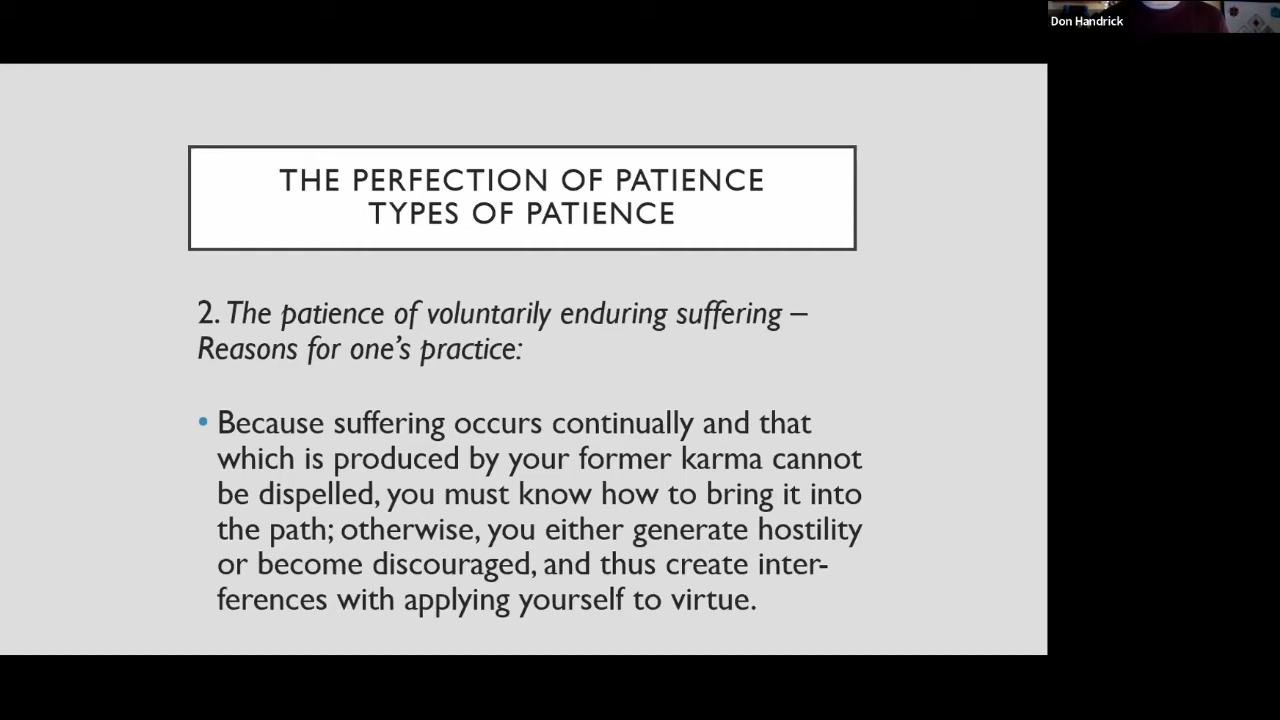 Don Handrick
THE PERFECTION OF PATIENCE
TYPES OF PATIENCE
2. The patience of voluntarily enduring suffering –
Reasons for one’s practice:
• Because suffering occurs continually and that
which is produced by your former karma cannot
be dispelled, you must know how to bring it into
the path; otherwise, you either generate hostility
or become discouraged, and thus create inter-
ferences with applying yourself to virtue.